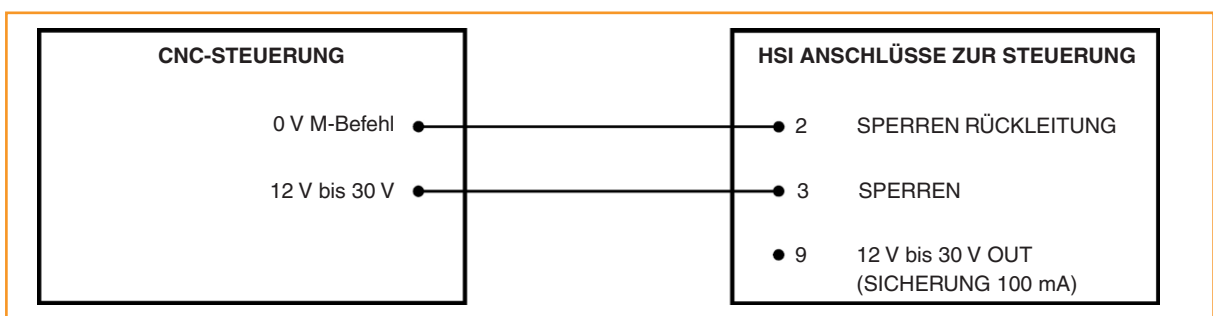 CNC-STEUERUNG
0 V M-Befehl
12 V bis 30 V
HSI ANSCHLÜSSE ZUR STEUERUNG
2 SPERREN RÜCKLEITUNG
3 SPERREN
9 12 V bis 30 V OUT
(SICHERUNG 100 mA)